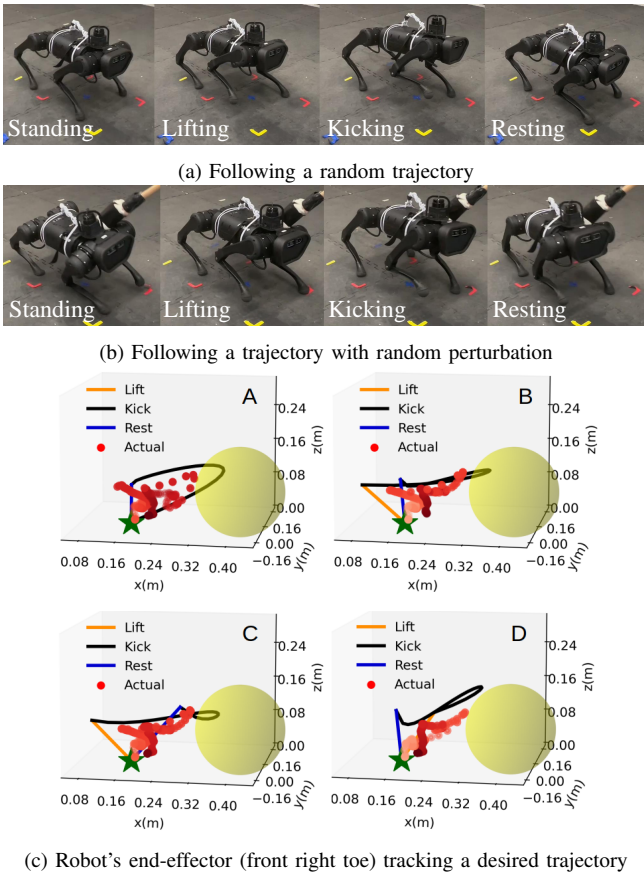 Standing Lifting Kicking Resting
(a) Following a random trajectory
Standing Lifting Kicking Resting
(b) Following a trajectory with random perturbation
Lift
Kick
Rest
Actual
A
0.24
0.16
0.08
0.00
z(m)
0.16
0.00
−0.16
y(m)
0.08 0.16 0.24 0.32 0.40
x(m)
Lift
Kick
Rest
Actual
B
0.24
0.16
0.08
0.00
z(m)
0.16
0.00
−0.16
y(m)
0.08 0.16 0.24 0.32 0.40
x(m)
Lift
Kick
Rest
Actual
C
0.24
0.16
0.08
0.00
z(m)
0.16
0.00
−0.16
y(m)
0.08 0.16 0.24 0.32 0.40
x(m)
Lift
Kick
Rest
Actual
D
0.24
0.16
0.08
0.00
z(m)
0.16
0.00
−0.16
y(m)
0.08 0.16 0.24 0.32 0.40
x(m)
(c) Robot's end-effector (front right toe) tracking a desired trajectory